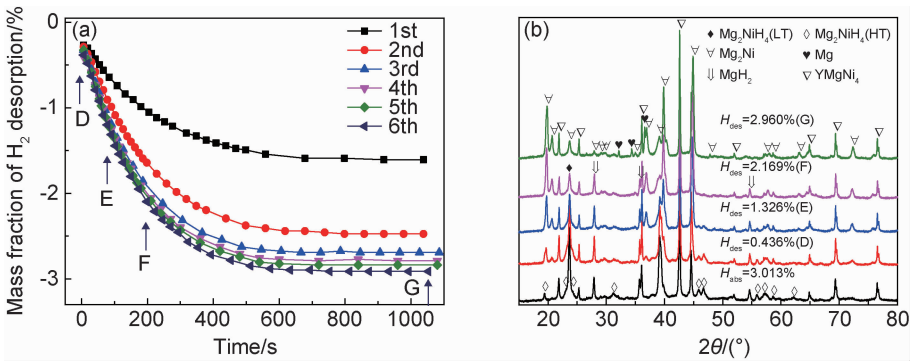 (a)
1st
2nd
3rd
4th
5th
6th
D
E
F
G
0
-1
-2
-3
Mass fraction of H2 desorption/%
0
200
400
600
800
1000
Time/s
(b)
Mg2NiH4(LT)
Mg2NiH4(HT)
Mg2Ni
Mg
MgH2
YMgNi4
Hdes=2.960%(G)
Hdes=2.169%(F)
Hdes=1.326%(E)
Hdes=0.436%(D)
Habs=3.013%
15 20 30 40 50 60 70 80
2θ/(°)